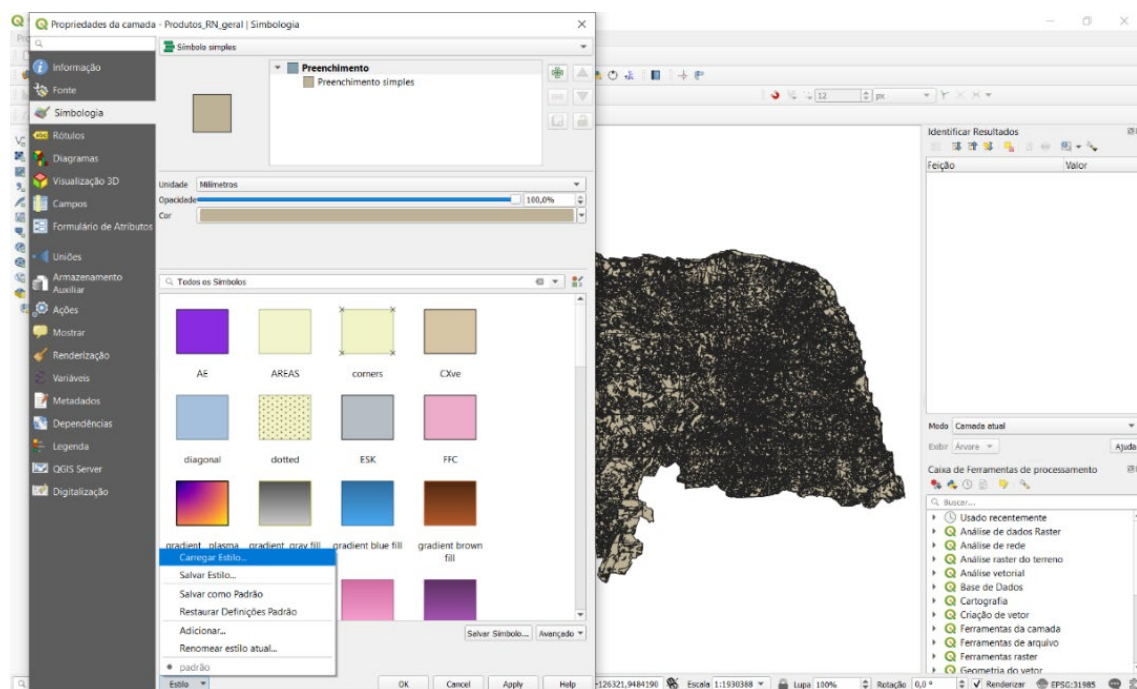 Propriedades da camada - Produtos_RN_geral | Simbologia
Informação
Fonte
Simbologia
Rótulos
Diagramas
Visualização 3D
Campos
Formulário de Atributos
Uniões
Armazenamento
Auxiliar
Ações
Mostrar
Renderização
Variáveis
Metadados
Dependências
Legenda
QGIS Server
Digitalização
Símbolo simples
Preenchimento
Preenchimento simples
Unidade Milímetros
Opacidade 100,0%
Cor
Todos os Símbolos
AE AREAS corners CXve
diagonal dotted ESK FFC
gradient plasma gradient gray fill gradient blue fill gradient brown
fill
Carregar Estilo...
Salvar Estilo...
Salvar como Padrão
Restaurar Definições Padrão
Adicionar...
Renomear estilo atual...
padrão
Salvar Símbolo... Avançado
Estilo OK Cancel Apply Help
12 px
Identificar Resultados
Feição Valor
Modo Camada atual
Exibir Árvore Ajuda
Caixa de Ferramentas de processamento
Buscar...
Usado recentemente
Análise de dados Raster
Análise de rede
Análise raster do terreno
Análise vetorial
Base de Dados
Cartografia
Criação de vetor
Ferramentas da camada
Ferramentas de arquivo
Ferramentas raster
Geometria do vetor
-126321,9484190 Escala 1:1930388 Lupa 100% Rotação 0,0 ° Renderizar EPSG:31985